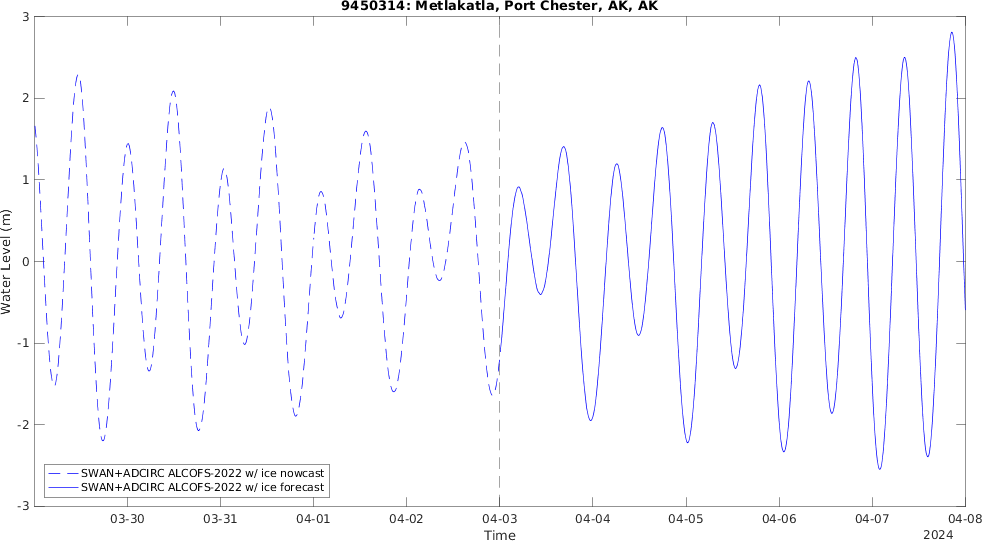 9450314: Metlakatla, Port Chester, AK, AK
3
2
1
0
-1
-2
-3
Water Level (m)
SWAN+ADCIRC ALCOFS-2022 w/ ice nowcast
SWAN+ADCIRC ALCOFS-2022 w/ ice forecast
03-30 03-31 04-01 04-02 04-03 04-04 04-05 04-06 04-07 04-08
Time
2024